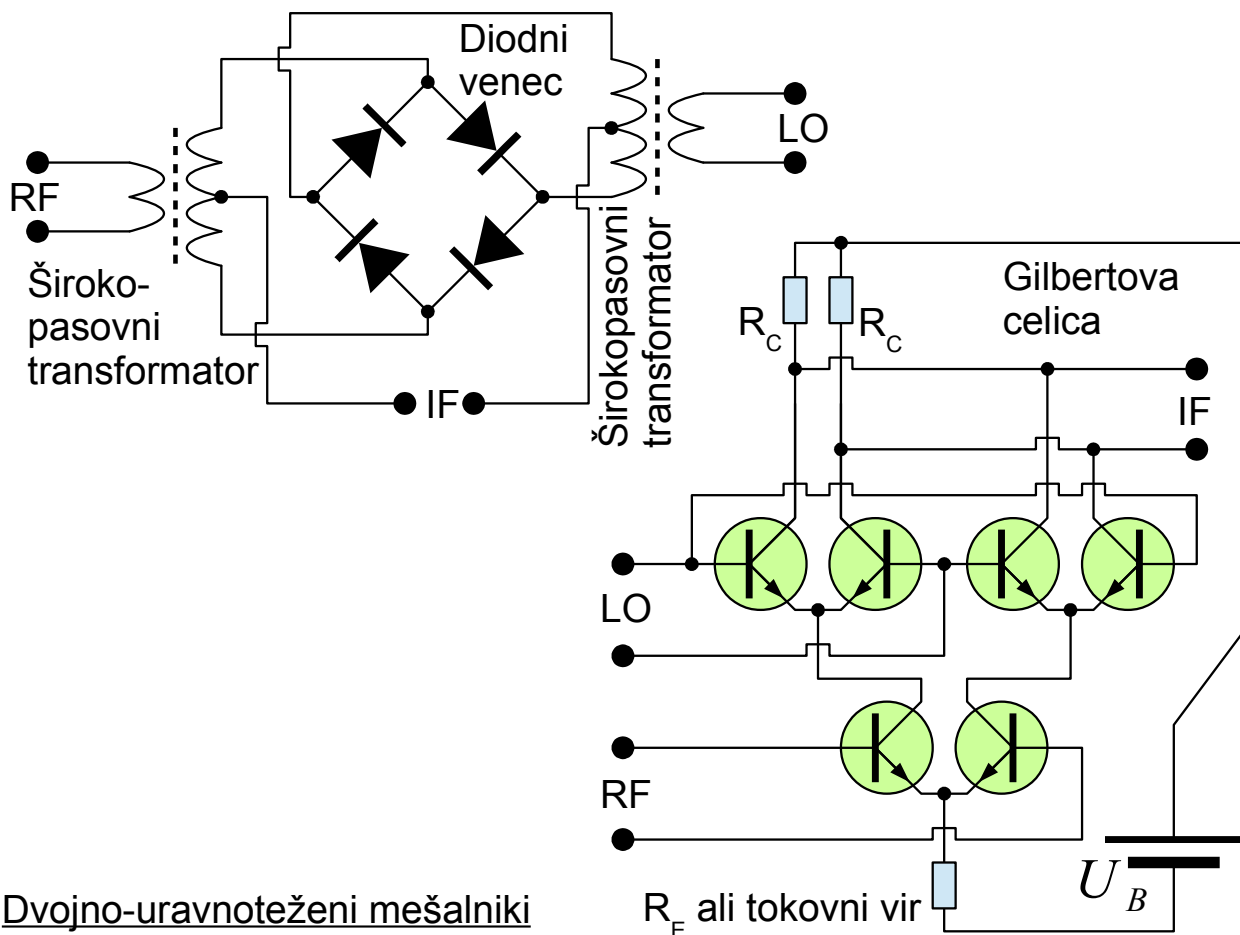 Diodni
venec
LO
RF
Široko-
pasovni
transformator
Širokopasovni
transformator
IF
Gilbertova
celica
R_C
R_C
IF
LO
RF
U_B
R_E ali tokovni vir
Dvojno-uravnoteženi mešalniki